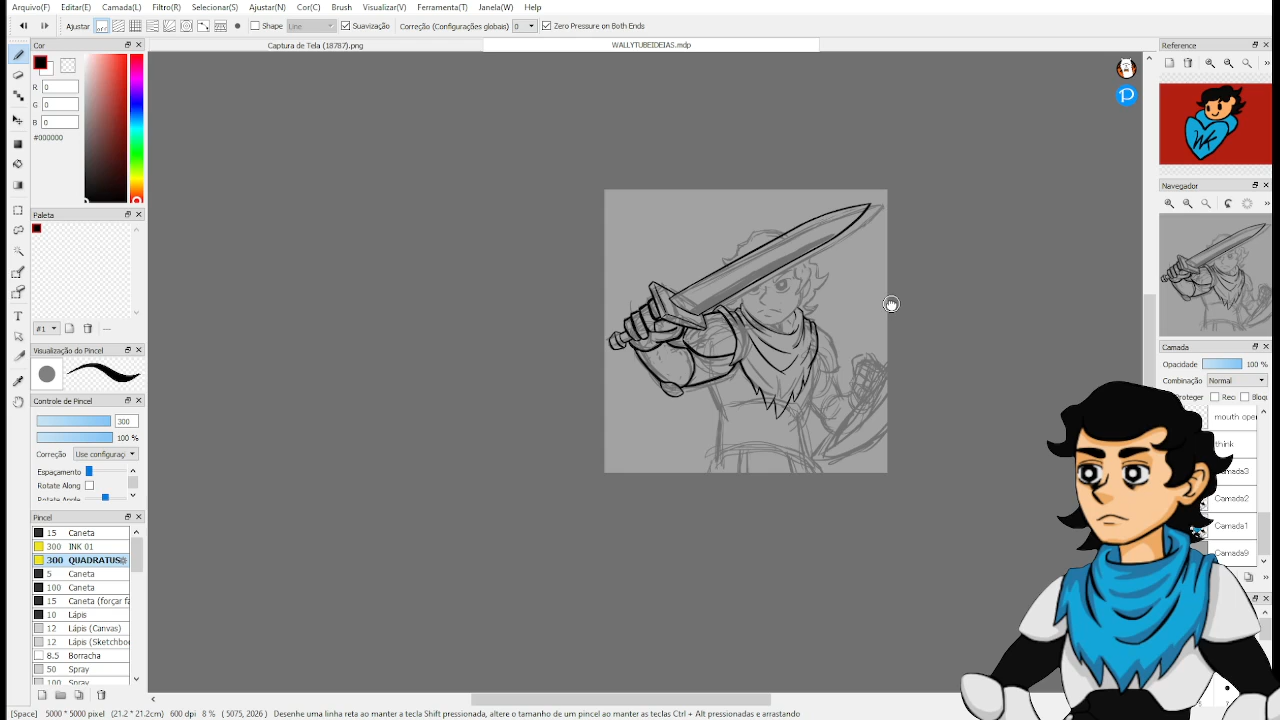 Arquivo(F) Editar(E) Camada(L) Filtro(R) Selecionar(S) Ajustar(N) Cor(C) Brush Visualizar(V) Ferramenta(T) Janela(W) Help
Ajustar Shape Line Suavização Correção (Configurações globais) 0 Zero Pressure on Both Ends
Cor
Captura de Tela (18787).png
WALLYTUBEIDEIAS.mdp
Reference
R 0
G 0
B 0
#000000
WK
Navegador
Paleta
#1
Visualização do Pincel
Camada
Opacidade 100 %
Combinação Normal
Proteger Rec Bloq
Controle de Pincel
300
100 %
Correção Use configuraç
Espaçamento
Rotate Along
Rotate Angle
mouth ope
think
Camada3
Camada2
Camada1
Camada9
Pincel
15 Caneta
300 INK 01
300 QUADRATUS
5 Caneta
100 Caneta
15 Caneta (forçar fa
10 Lápis
12 Lápis (Canvas)
12 Lápis (Sketchboo
8.5 Borracha
50 Spray
100 Spray
[Space] 5000 * 5000 pixel (21.2 * 21.2cm) 600 dpi 8 % ( 5075, 2026 ) Desenhe uma linha reta ao manter a tecla Shift pressionada, altere o tamanho de um pincel ao manter as teclas Ctrl + Alt pressionadas e arrastando